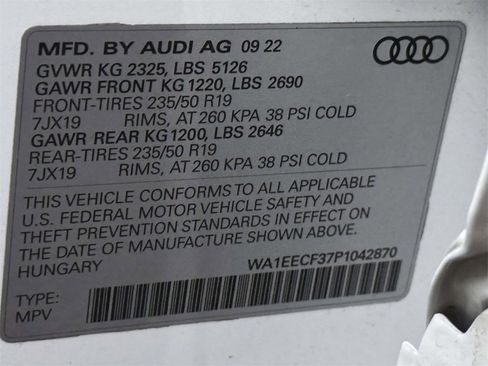 MFD. BY AUDI AG 09 22
GVWR KG 2325, LBS 5126
GAWR FRONT KG 1220, LBS 2690
FRONT-TIRES 235/50 R19
7JX19 RIMS, AT 260 KPA 38 PSI COLD
GAWR REAR KG 1200, LBS 2646
REAR-TIRES 235/50 R19
7JX19 RIMS, AT 260 KPA 38 PSI COLD
THIS VEHICLE CONFORMS TO ALL APPLICABLE
U.S. FEDERAL MOTOR VEHICLE SAFETY AND
THEFT PREVENTION STANDARDS IN EFFECT ON
THE DATE OF MANUFACTURE SHOWN ABOVE.
HUNGARY WA1EECF37P1042870
TYPE:
MPV